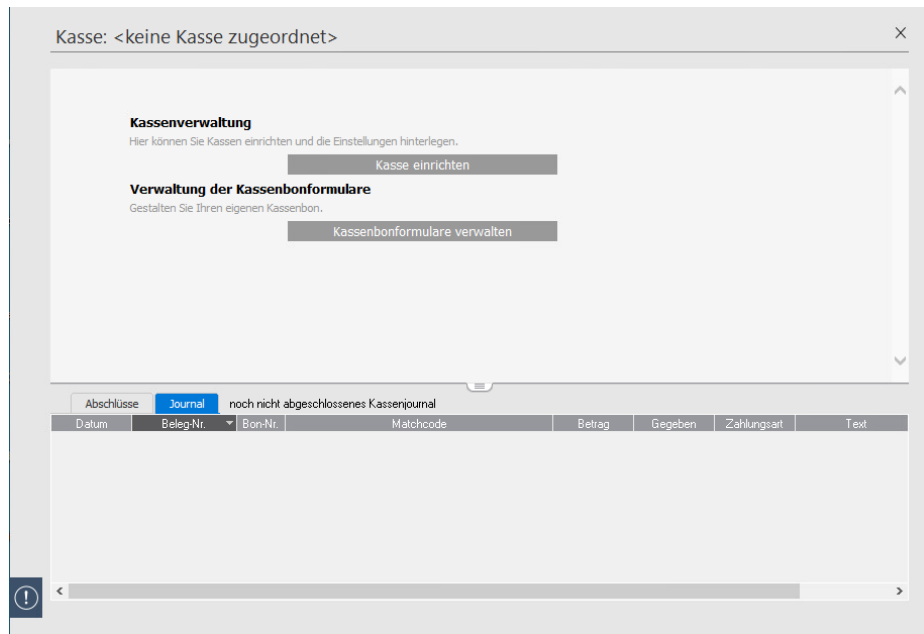 Kasse: <keine Kasse zugeordnet>
Kassenverwaltung
Hier können Sie Kassen einrichten und die Einstellungen hinterlegen.
Kasse einrichten
Verwaltung der Kassenbonformulare
Gestalten Sie Ihren eigenen Kassenbon.
Kassenbonformulare verwalten
Abschlüsse Journal noch nicht abgeschlossenes Kassenjournal
Datum Beleg-Nr. Bon-Nr. Matchcode Betrag Gegeben Zahlungsart Text